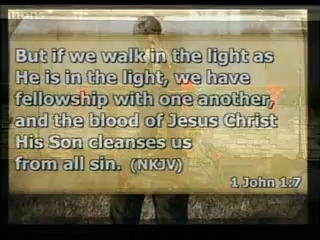 But if we walk in the light as
He is in the light, we have
fellowship with one another,
and the blood of Jesus Christ
His Son cleanses us
from all sin. (NKJV)
1 John 1:7